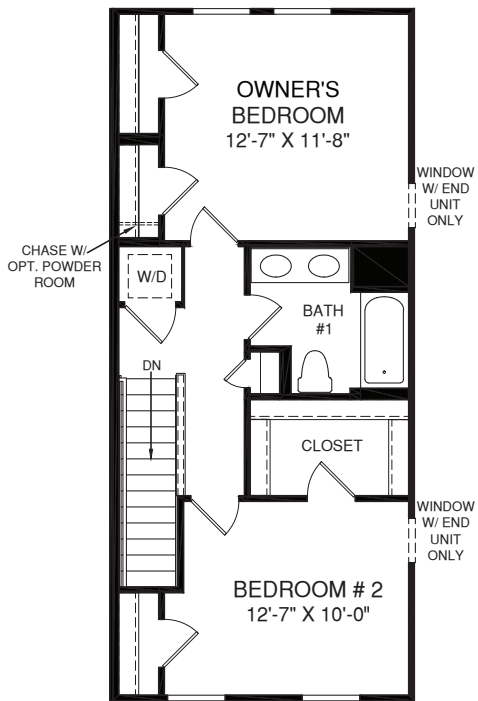 OWNER'S
BEDROOM
12'-7" X 11'-8"
WINDOW
W/ END
UNIT
ONLY
CHASE W/
OPT. POWDER
ROOM
W/D
BATH
#1
DN
CLOSET
WINDOW
W/ END
UNIT
ONLY
BEDROOM # 2
12'-7" X 10'-0"